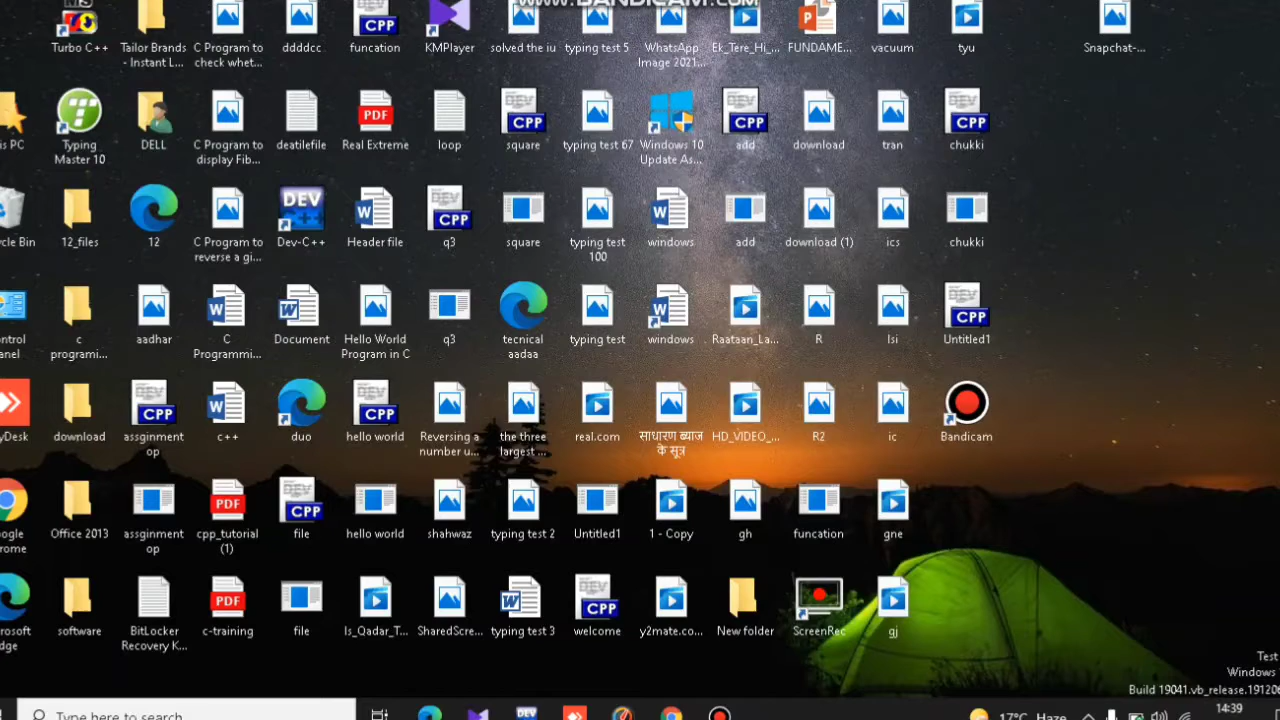 www.BANDICAM.com
Turbo C++
Tailor Brands
- Instant L...
C Program to
check whet...
ddddcc
funcation
KMPlayer
solved the iu
typing test 5
WhatsApp
Image 2021...
Ek_Tere_Hi_...
FUNDAME...
vacuum
tyu
Snapchat-...
is PC
Typing
Master 10
DELL
C Program to
display Fib...
deatilefile
Real Extreme
loop
square
typing test 67
Windows 10
Update As...
add
download
tran
chukki
cle Bin
12_files
12
C Program to
reverse a gi...
Dev-C++
Header file
q3
square
typing test
100
windows
add
download (1)
ics
chukki
ntrol
anel
c
programi...
aadhar
C
Programmi...
Document
Hello World
Program in C
q3
tecnical
aadaa
typing test
windows
Raataan_La...
R
lsi
Untitled1
yDesk
download
assginment
op
c++
duo
hello world
Reversing a
number u...
the three
largest ...
real.com
साधारण ब्याज
के सूत्र
HD_VIDEO_...
R2
ic
Bandicam
ogle
rome
Office 2013
assginment
op
cpp_tutorial
(1)
file
hello world
shahwaz
typing test 2
Untitled1
1 - Copy
gh
funcation
gne
rosoft
dge
software
BitLocker
Recovery K...
c-training
file
Is_Qadar_T...
SharedScre...
typing test 3
welcome
y2mate.co...
New folder
ScreenRec
gj
Test
Windows
Build 19041.vb_release.191206
Type here to search
17°C Haze
14:39